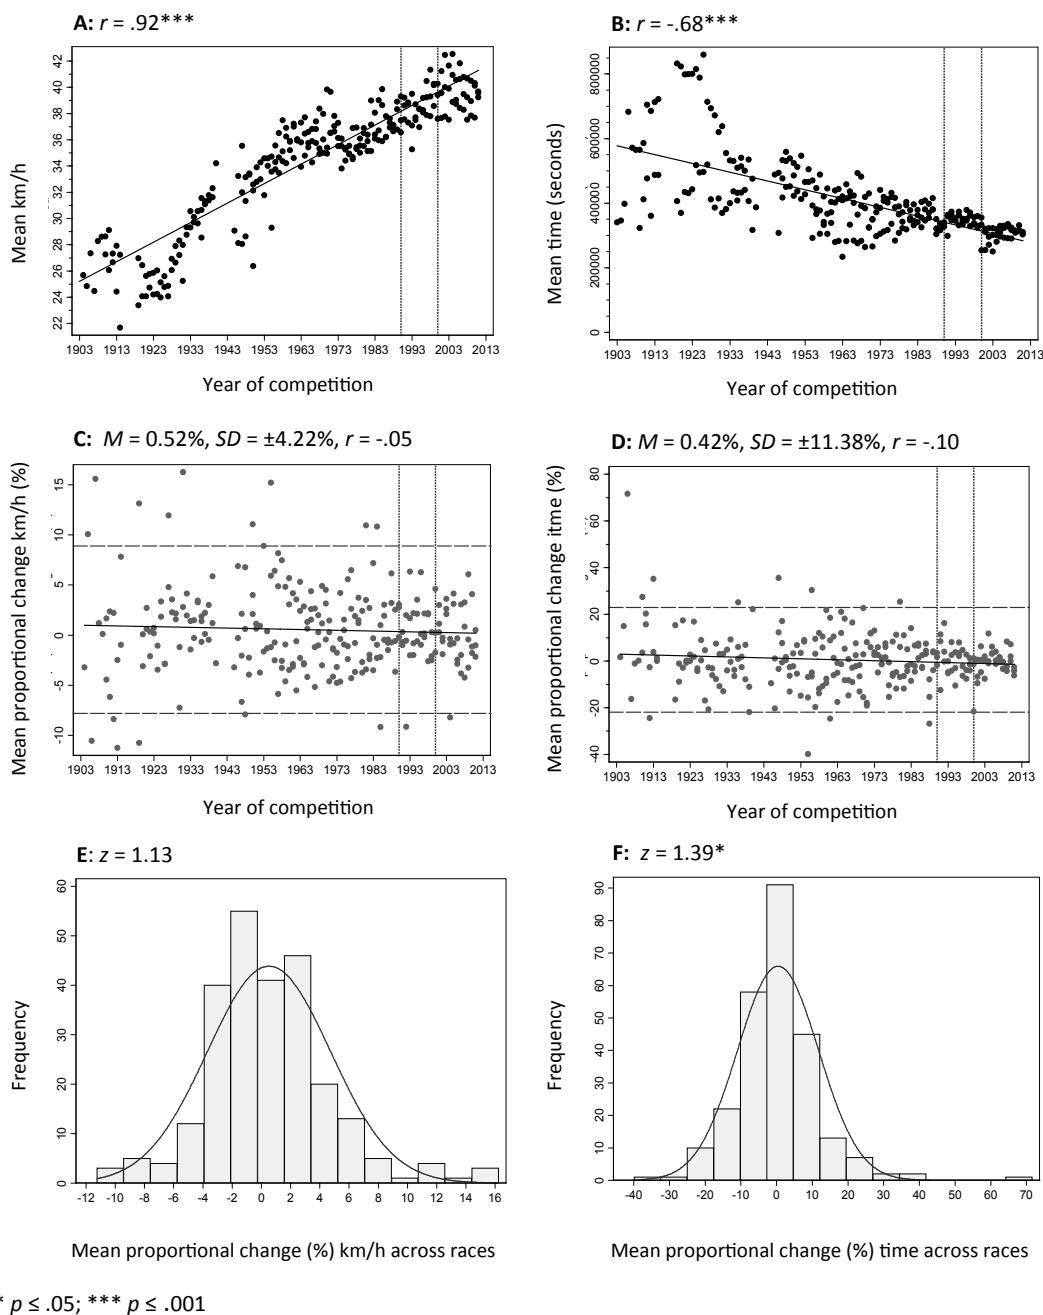 A: r = .92***
Mean km/h
22 24 26 28 30 32 34 36 38 40 42
1903 1913 1923 1933 1943 1953 1963 1973 1983 1993 2003 2013
Year of competition
B: r = -.68***
Mean time (seconds)
0 200000 400000 600000 800000
1903 1913 1923 1933 1943 1953 1963 1973 1983 1993 2003 2013
Year of competition
C: M = 0.52%, SD = ±4.22%, r = -.05
Mean proportional change km/h (%)
-10 -5 0 5 10 15
1903 1913 1923 1933 1943 1953 1963 1973 1983 1993 2003 2013
Year of competition
D: M = 0.42%, SD = ±11.38%, r = -.10
Mean proportional change itme (%)
-40 -20 0 20 40 60 80
1903 1913 1923 1933 1943 1953 1963 1973 1983 1993 2003 2013
Year of competition
E: z = 1.13
Frequency
0 10 20 30 40 50 60
-12 -10 -8 -6 -4 -2 0 2 4 6 8 10 12 14 16
Mean proportional change (%) km/h across races
F: z = 1.39*
Frequency
0 10 20 30 40 50 60 70 80 90
-40 -30 -20 -10 0 10 20 30 40 50 60 70
Mean proportional change (%) time across races
* p ≤ .05; *** p ≤ .001